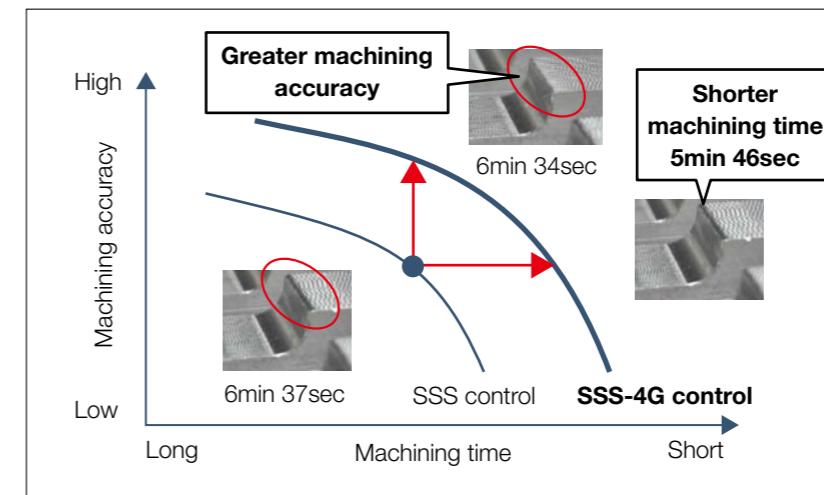 Greater machining
accuracy
High
Shorter
machining time
5min 46sec
6min 34sec
Machining accuracy
6min 37sec
SSS control
SSS-4G control
Low
Long
Machining time
Short